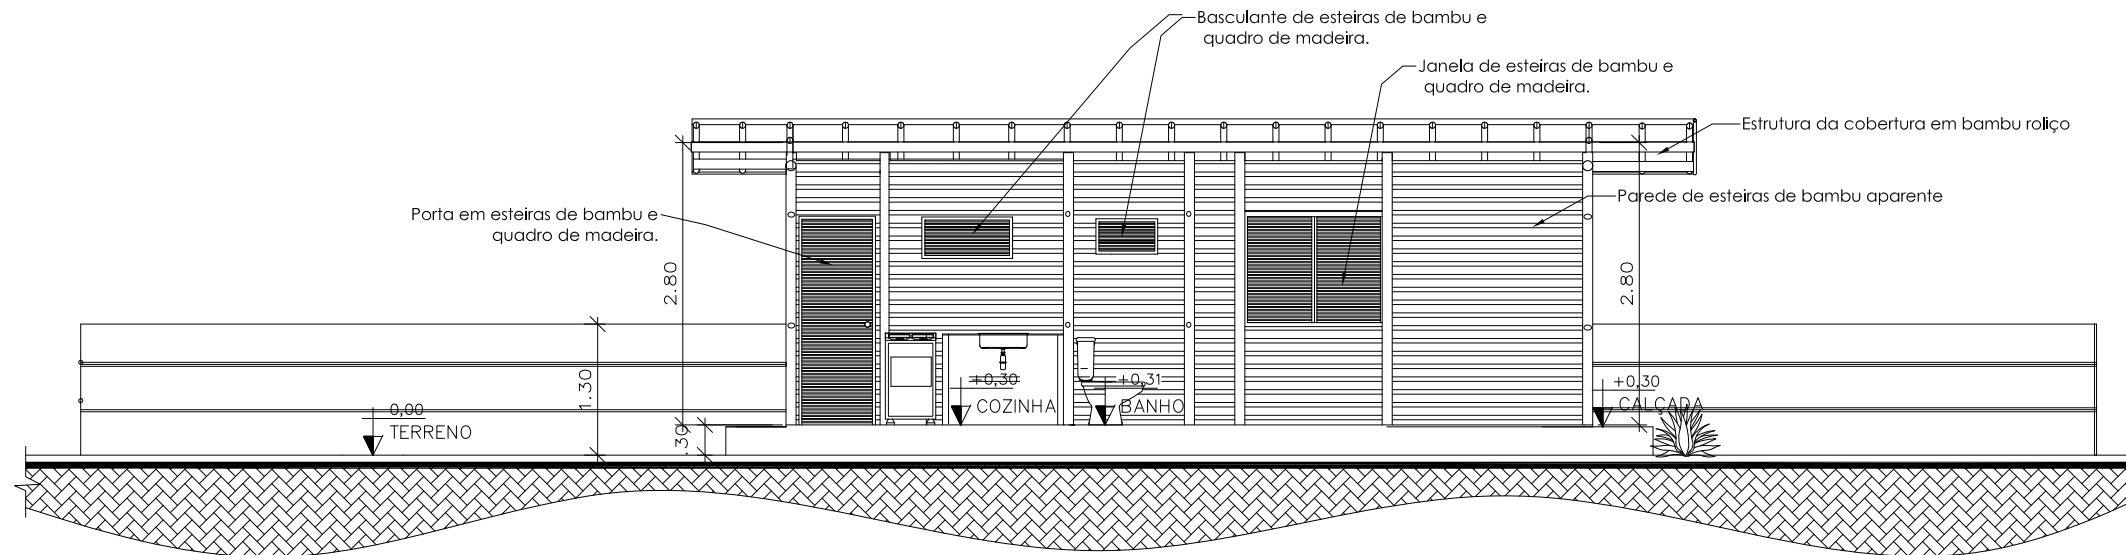 Basculante de esteiras de bambu e
quadro de madeira.
Janela de esteiras de bambu e
quadro de madeira.
Estrutura da cobertura em bambu roliço
Parede de esteiras de bambu aparente
Porta em esteiras de bambu e
quadro de madeira.
2.80
2.80
1.30
.30
0,00
TERRENO
+0,30
COZINHA
+0,31
BANHO
+0,30
CALÇADA